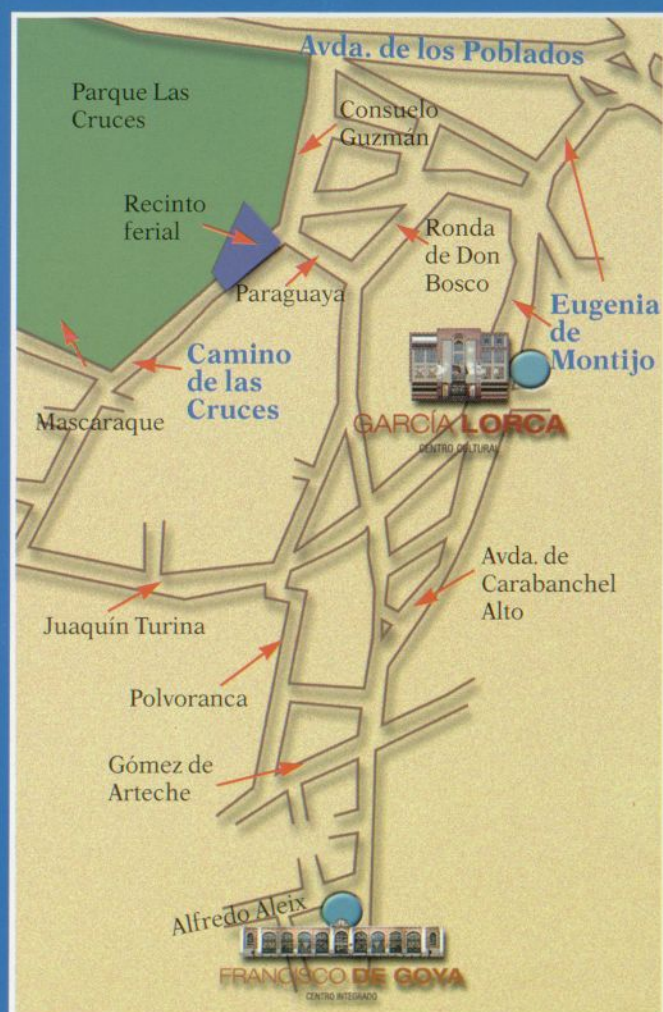 Avda. de los Poblados
Parque Las
Cruces
Consuelo
Guzmán
Recinto
ferial
Ronda
de Don
Bosco
Paraguaya
Eugenia
de
Montijo
Camino
de las
Cruces
Mascaraque
GARCÍA LORCA
CENTRO CULTURAL
Avda. de
Carabanchel
Alto
Juaquín Turina
Polvoranca
Gómez de
Arteche
Alfredo Aleix
FRANCISCO DE GOYA
CENTRO INTEGRADO